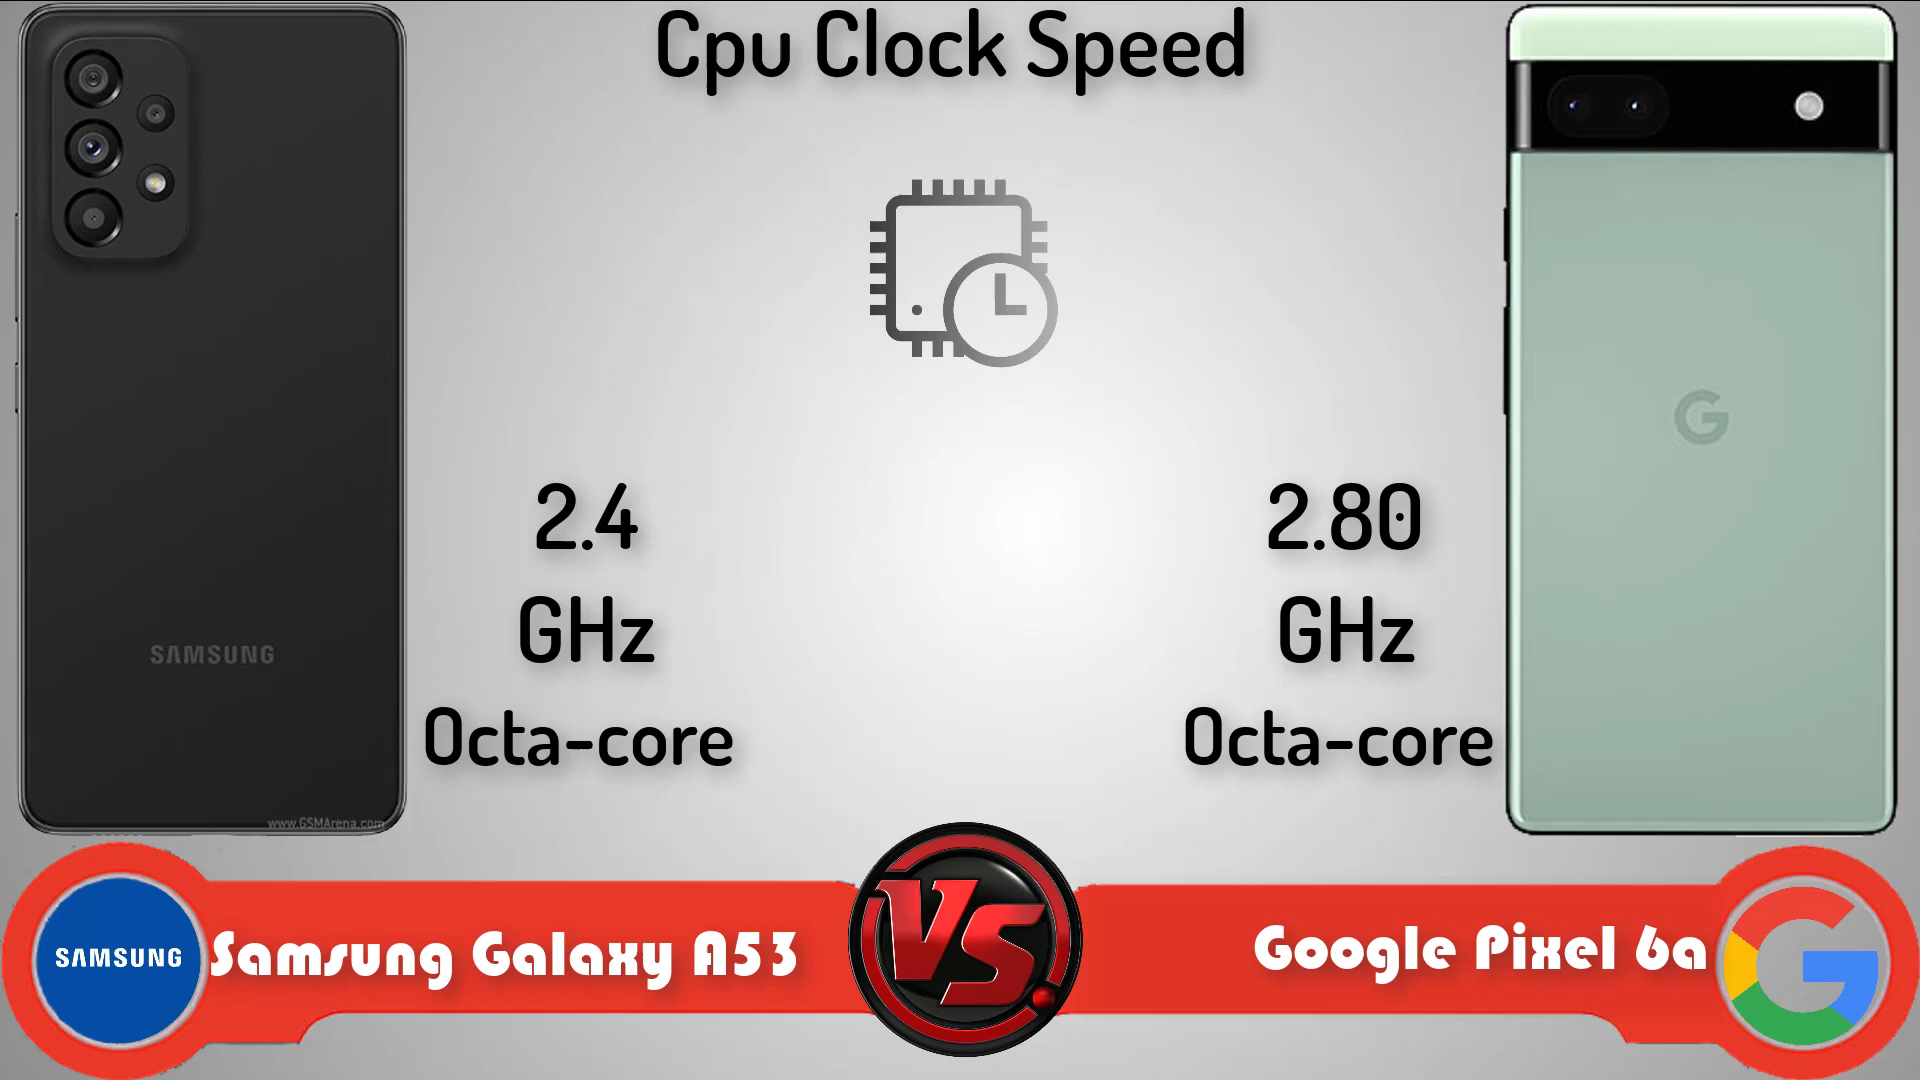 Cpu Clock Speed
SAMSUNG
www.GSMArena.com
2.4
GHz
Octa-core
2.80
GHz
Octa-core
G
SAMSUNG
Samsung Galaxy A53
VS.
Google Pixel 6a
G